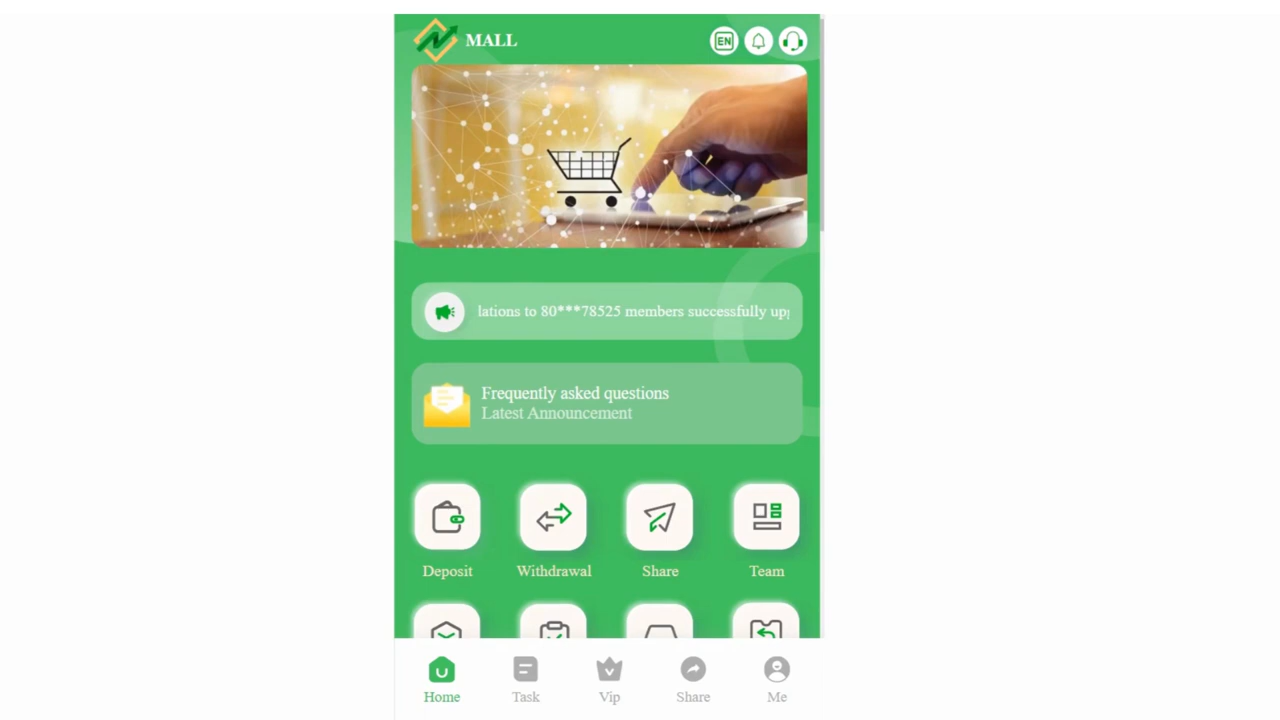 MALL
EN
lations to 80***78525 members successfully up
Frequently asked questions
Latest Announcement
Deposit
Withdrawal
Share
Team
Home
Task
Vip
Share
Me